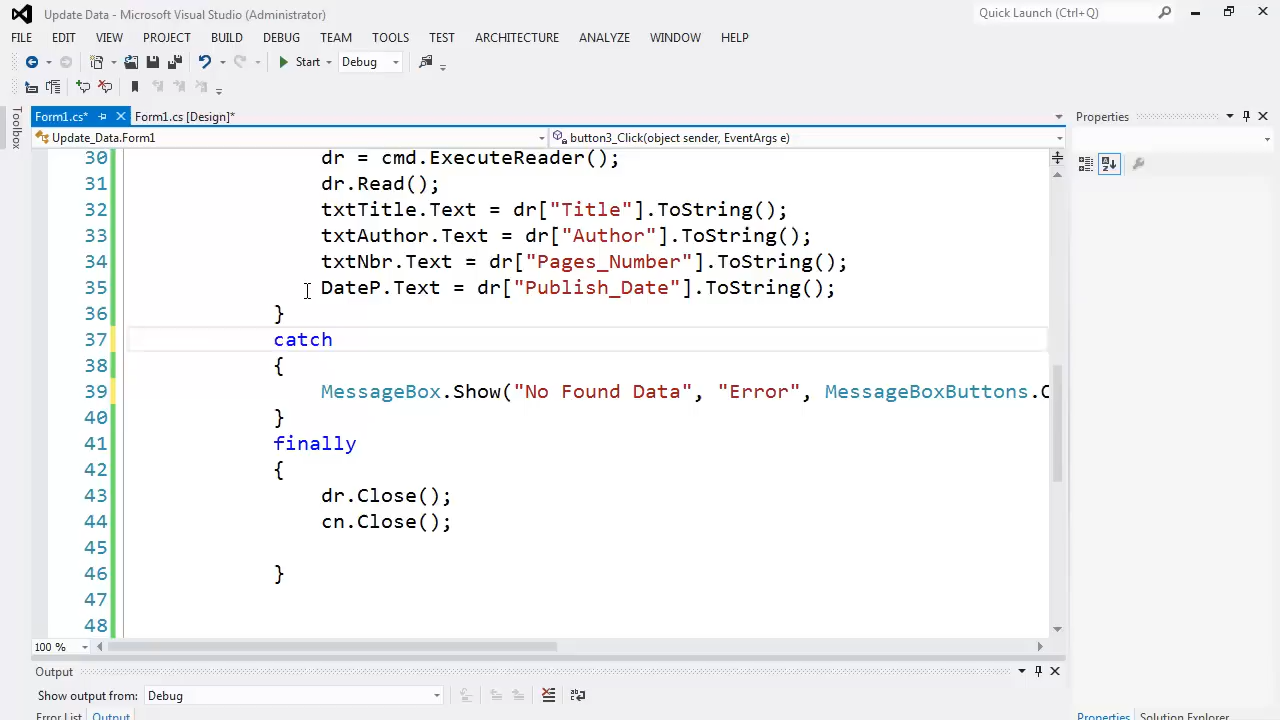 Update Data - Microsoft Visual Studio (Administrator)
Quick Launch (Ctrl+Q)
FILE EDIT VIEW PROJECT BUILD DEBUG TEAM TOOLS TEST ARCHITECTURE ANALYZE WINDOW HELP
Start Debug
Toolbox
Form1.cs* Form1.cs [Design]*
Properties
Update_Data.Form1
button3_Click(object sender, EventArgs e)
30 dr = cmd.ExecuteReader();
31 dr.Read();
32 txtTitle.Text = dr["Title"].ToString();
33 txtAuthor.Text = dr["Author"].ToString();
34 txtNbr.Text = dr["Pages_Number"].ToString();
35 DateP.Text = dr["Publish_Date"].ToString();
36 }
37 catch
38 {
39 MessageBox.Show("No Found Data", "Error", MessageBoxButtons.
40 }
41 finally
42 {
43 dr.Close();
44 cn.Close();
45
46 }
47
48
100 %
Output
Show output from: Debug
Error List Output
Properties Solution Explorer